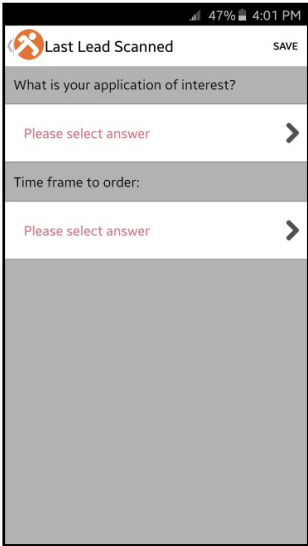 47% 4:01 PM
Last Lead Scanned SAVE
What is your application of interest?
Please select answer
Time frame to order:
Please select answer